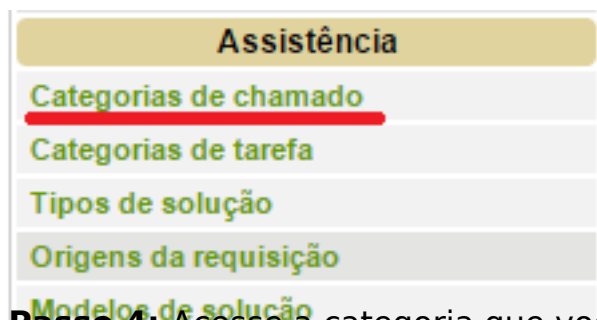 Assistência
Categorias de chamado
Categorias de tarefa
Tipos de solução
Origens da requisição
Modelos de solução
Passo 4: Acesse a categoria que